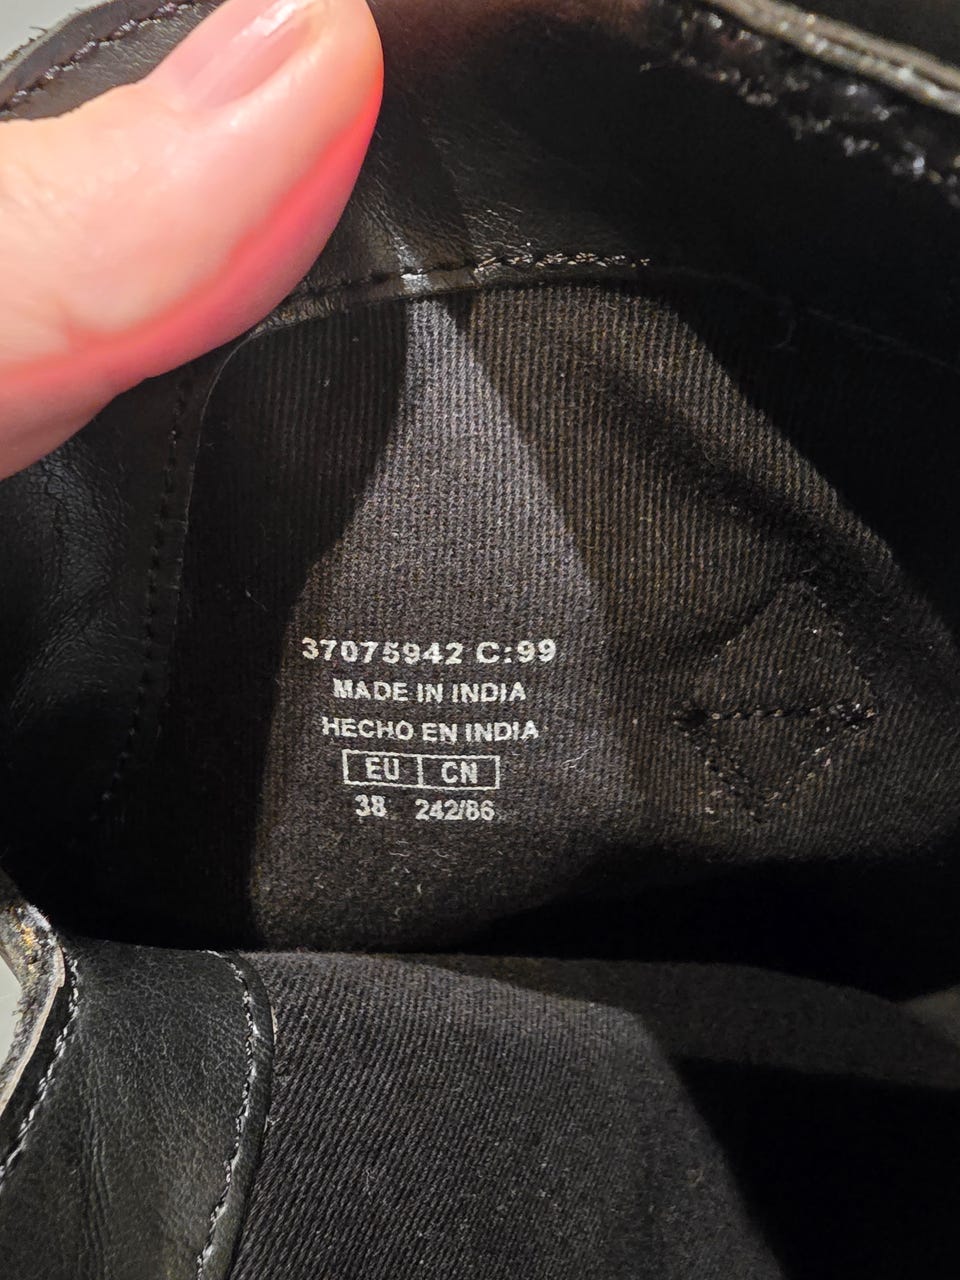 37075942 C:99
MADE IN INDIA
HECHO EN INDIA
EU CN
38 242/86